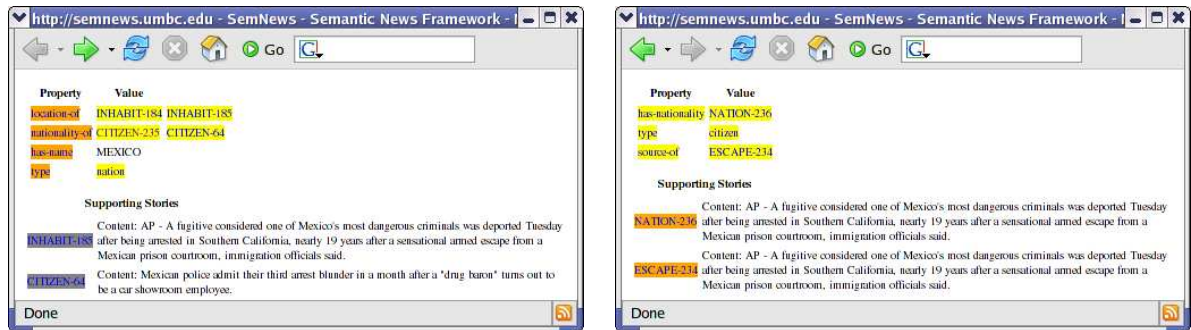 http://semnews.umbc.edu - SemNews - Semantic News Framework -
Go
Property Value
location-of INHABIT-184 INHABIT-185
nationality-of CITIZEN-235 CITIZEN-64
has-name MEXICO
type nation
Supporting Stories
INHABIT-185 Content: AP - A fugitive considered one of Mexico's most dangerous criminals was deported Tuesday
after being arrested in Southern California, nearly 19 years after a sensational armed escape from a
Mexican prison courtroom, immigration officials said.
CITIZEN-64 Content: Mexican police admit their third arrest blunder in a month after a "drug baron" turns out to
be a car showroom employee.
Done
http://semnews.umbc.edu - SemNews - Semantic News Framework -
Go
Property Value
has-nationality NATION-236
type citizen
source-of ESCAPE-234
Supporting Stories
NATION-236 Content: AP - A fugitive considered one of Mexico's most dangerous criminals was deported Tuesday
after being arrested in Southern California, nearly 19 years after a sensational armed escape from a
Mexican prison courtroom, immigration officials said.
ESCAPE-234 Content: AP - A fugitive considered one of Mexico's most dangerous criminals was deported Tuesday
after being arrested in Southern California, nearly 19 years after a sensational armed escape from a
Mexican prison courtroom, immigration officials said.
Done